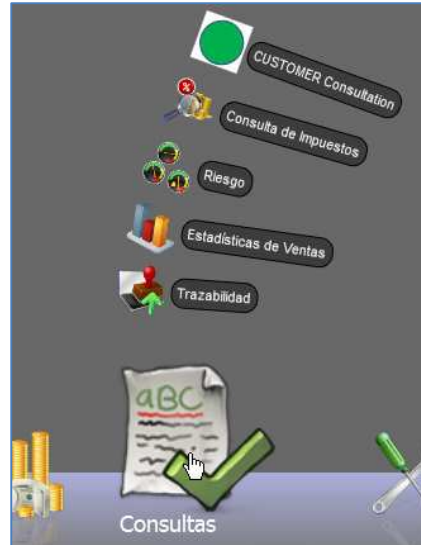 CUSTOMER Consultation
%
Consulta de Impuestos
Riesgo
Estadísticas de Ventas
Trazabilidad
aBC
Consultas